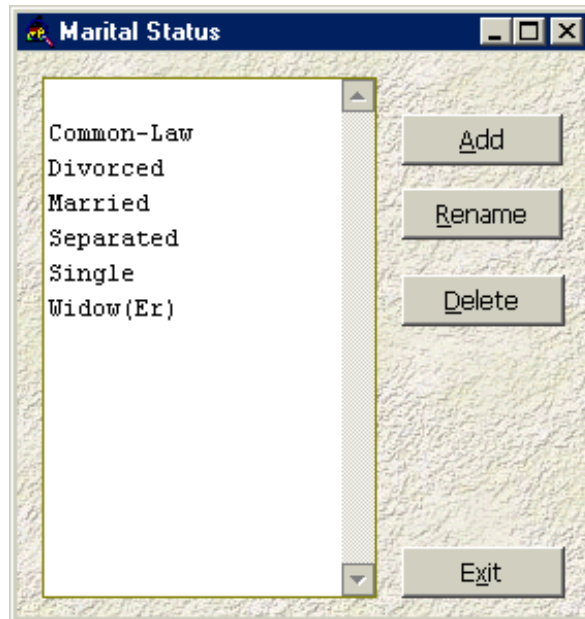 Marital Status
Common-Law
Divorced
Married
Separated
Single
Widow(Er)
Add
Rename
Delete
Exit